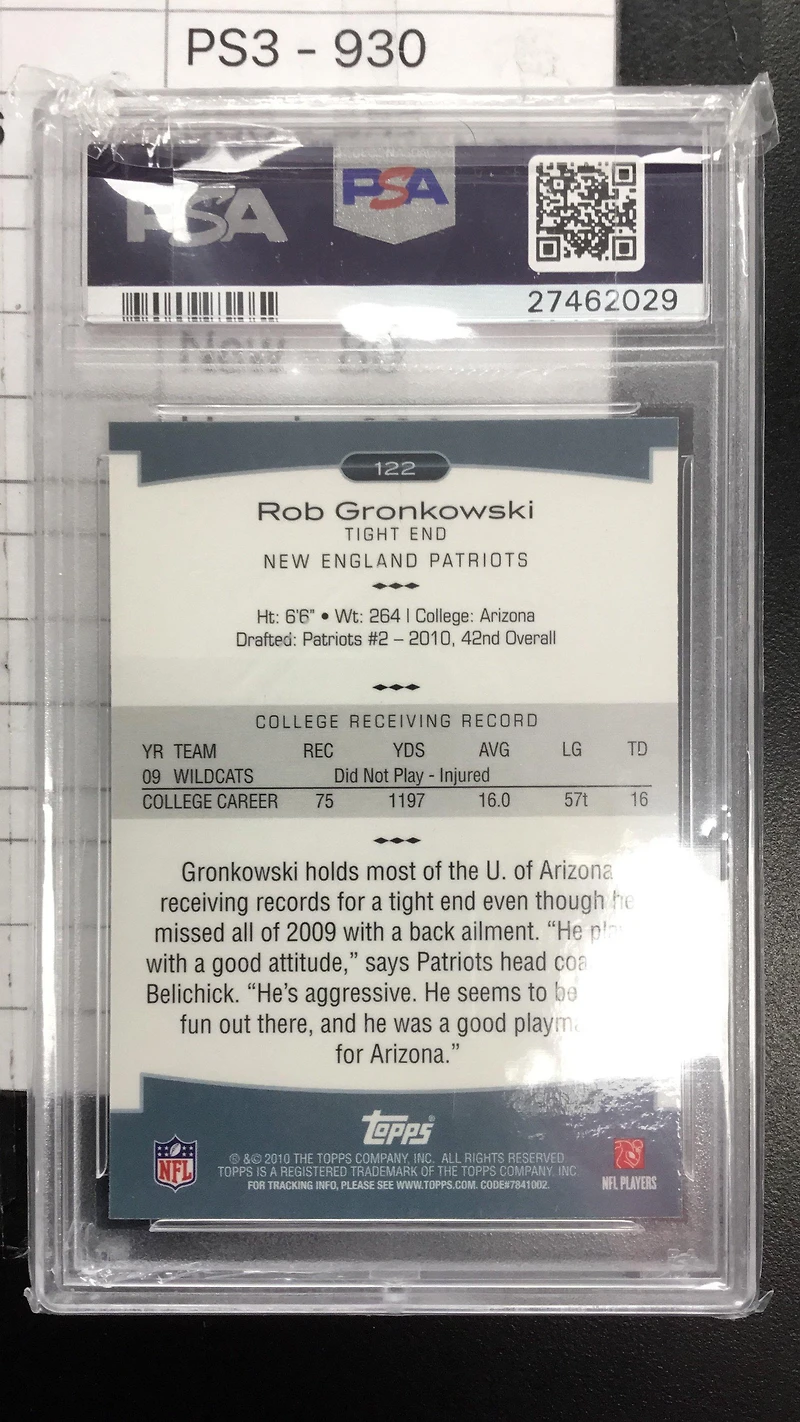 PS3 - 930
PSA
PSA
27462029
New
122
Rob Gronkowski
TIGHT END
NEW ENGLAND PATRIOTS
Ht: 6'6" • Wt: 264 | College: Arizona
Drafted: Patriots #2 – 2010, 42nd Overall
COLLEGE RECEIVING RECORD
YR TEAM REC YDS AVG LG TD
09 WILDCATS Did Not Play - Injured
COLLEGE CAREER 75 1197 16.0 57t 16
Gronkowski holds most of the U. of Arizona
receiving records for a tight end even though he
missed all of 2009 with a back ailment. “He
with a good attitude,” says Patriots head
Belichick. “He’s aggressive. He seems to be
fun out there, and he was a good
for Arizona.”
topps
© &© 2010 THE TOPPS COMPANY, INC. ALL RIGHTS RESERVED
TOPPS IS A REGISTERED TRADEMARK OF THE TOPPS COMPANY, INC
FOR TRACKING INFO, PLEASE SEE WWW.TOPPS.COM. CODE#7841002.
NFL
NFL PLAYERS